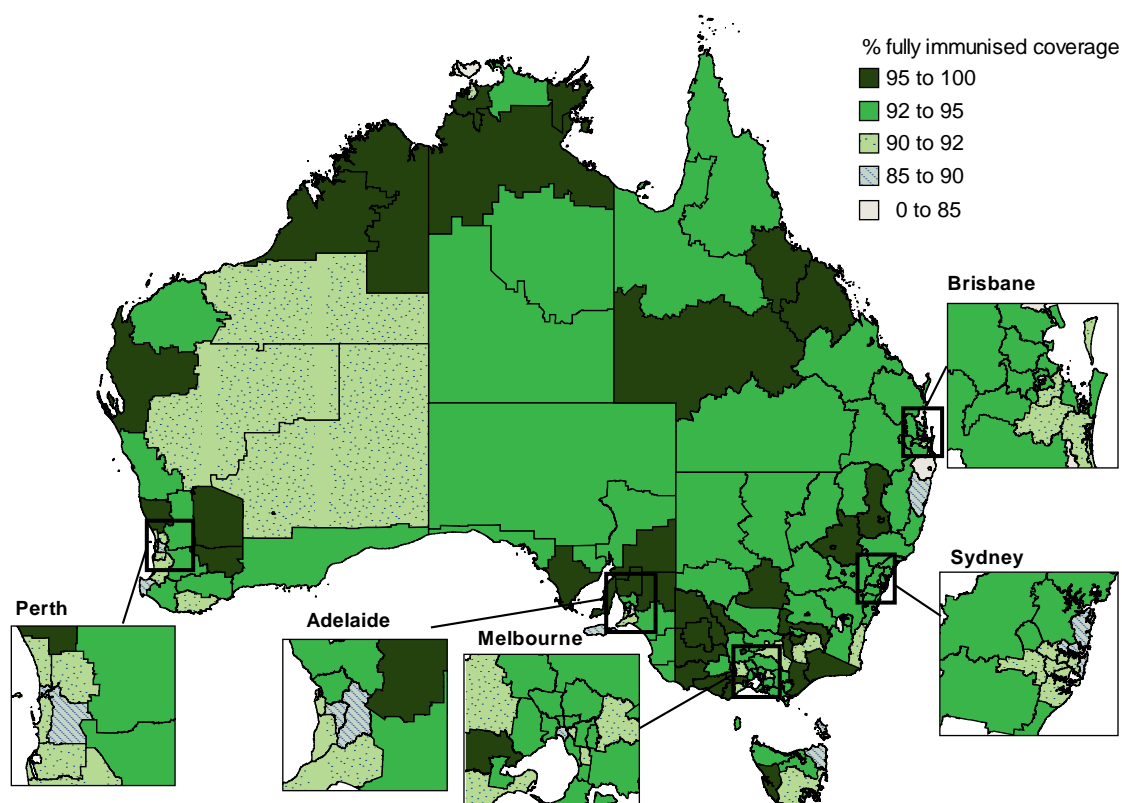 % fully immunised coverage
95 to 100
92 to 95
90 to 92
85 to 90
0 to 85
Brisbane
Sydney
Perth
Adelaide
Melbourne